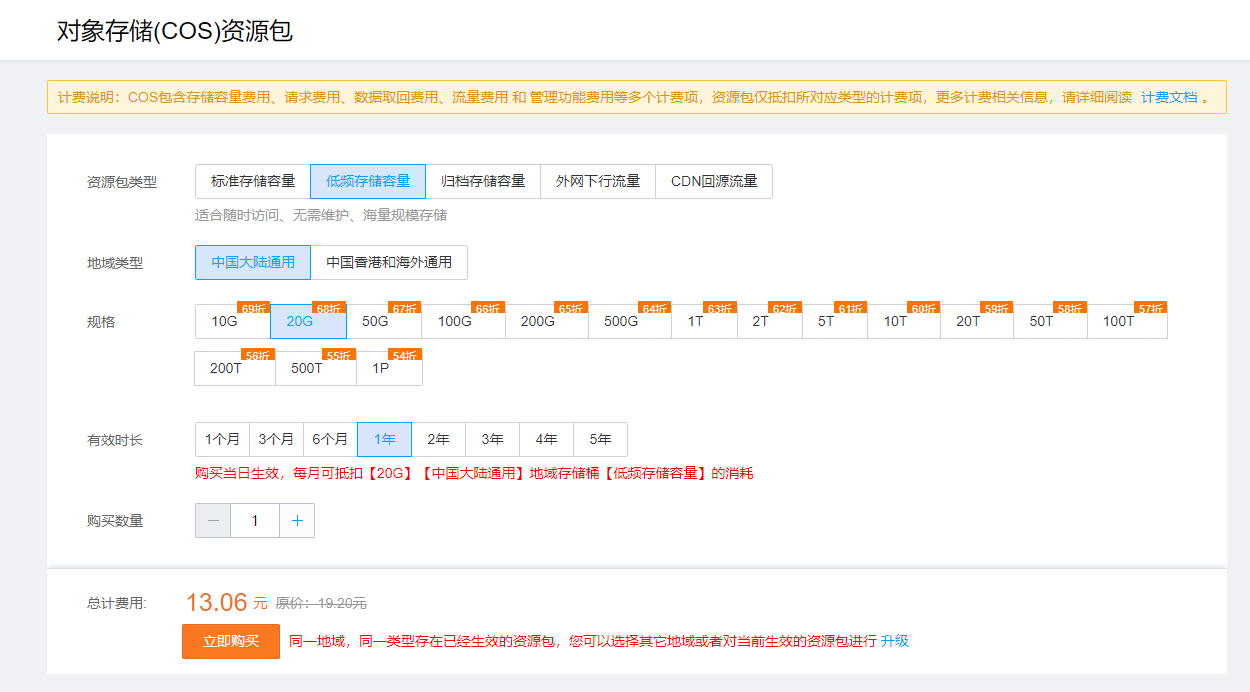 对象存储(COS)资源包
计费说明：COS包含存储容量费用、请求费用、数据取回费用、流量费用 和 管理功能费用等多个计费项，资源包仅抵扣所对应类型的计费项，更多计费相关信息，请详细阅读 计费文档 。
资源包类型 标准存储容量 低频存储容量 归档存储容量 外网下行流量 CDN回源流量
适合随时访问、无需维护、海量规模存储
地域类型 中国大陆通用 中国香港和海外通用
69折 68折 67折 66折 65折 64折 63折 62折 61折 60折 59折 58折 57折
规格 10G 20G 50G 100G 200G 500G 1T 2T 5T 10T 20T 50T 100T
56折 55折 54折
200T 500T 1P
有效时长 1个月 3个月 6个月 1年 2年 3年 4年 5年
购买当日生效，每月可抵扣【20G】【中国大陆通用】地域存储桶【低频存储容量】的消耗
购买数量 － 1 ＋
总计费用: 13.06 元 原价：19.20元
立即购买 同一地域，同一类型存在已经生效的资源包，您可以选择其它地域或者对当前生效的资源包进行 升级